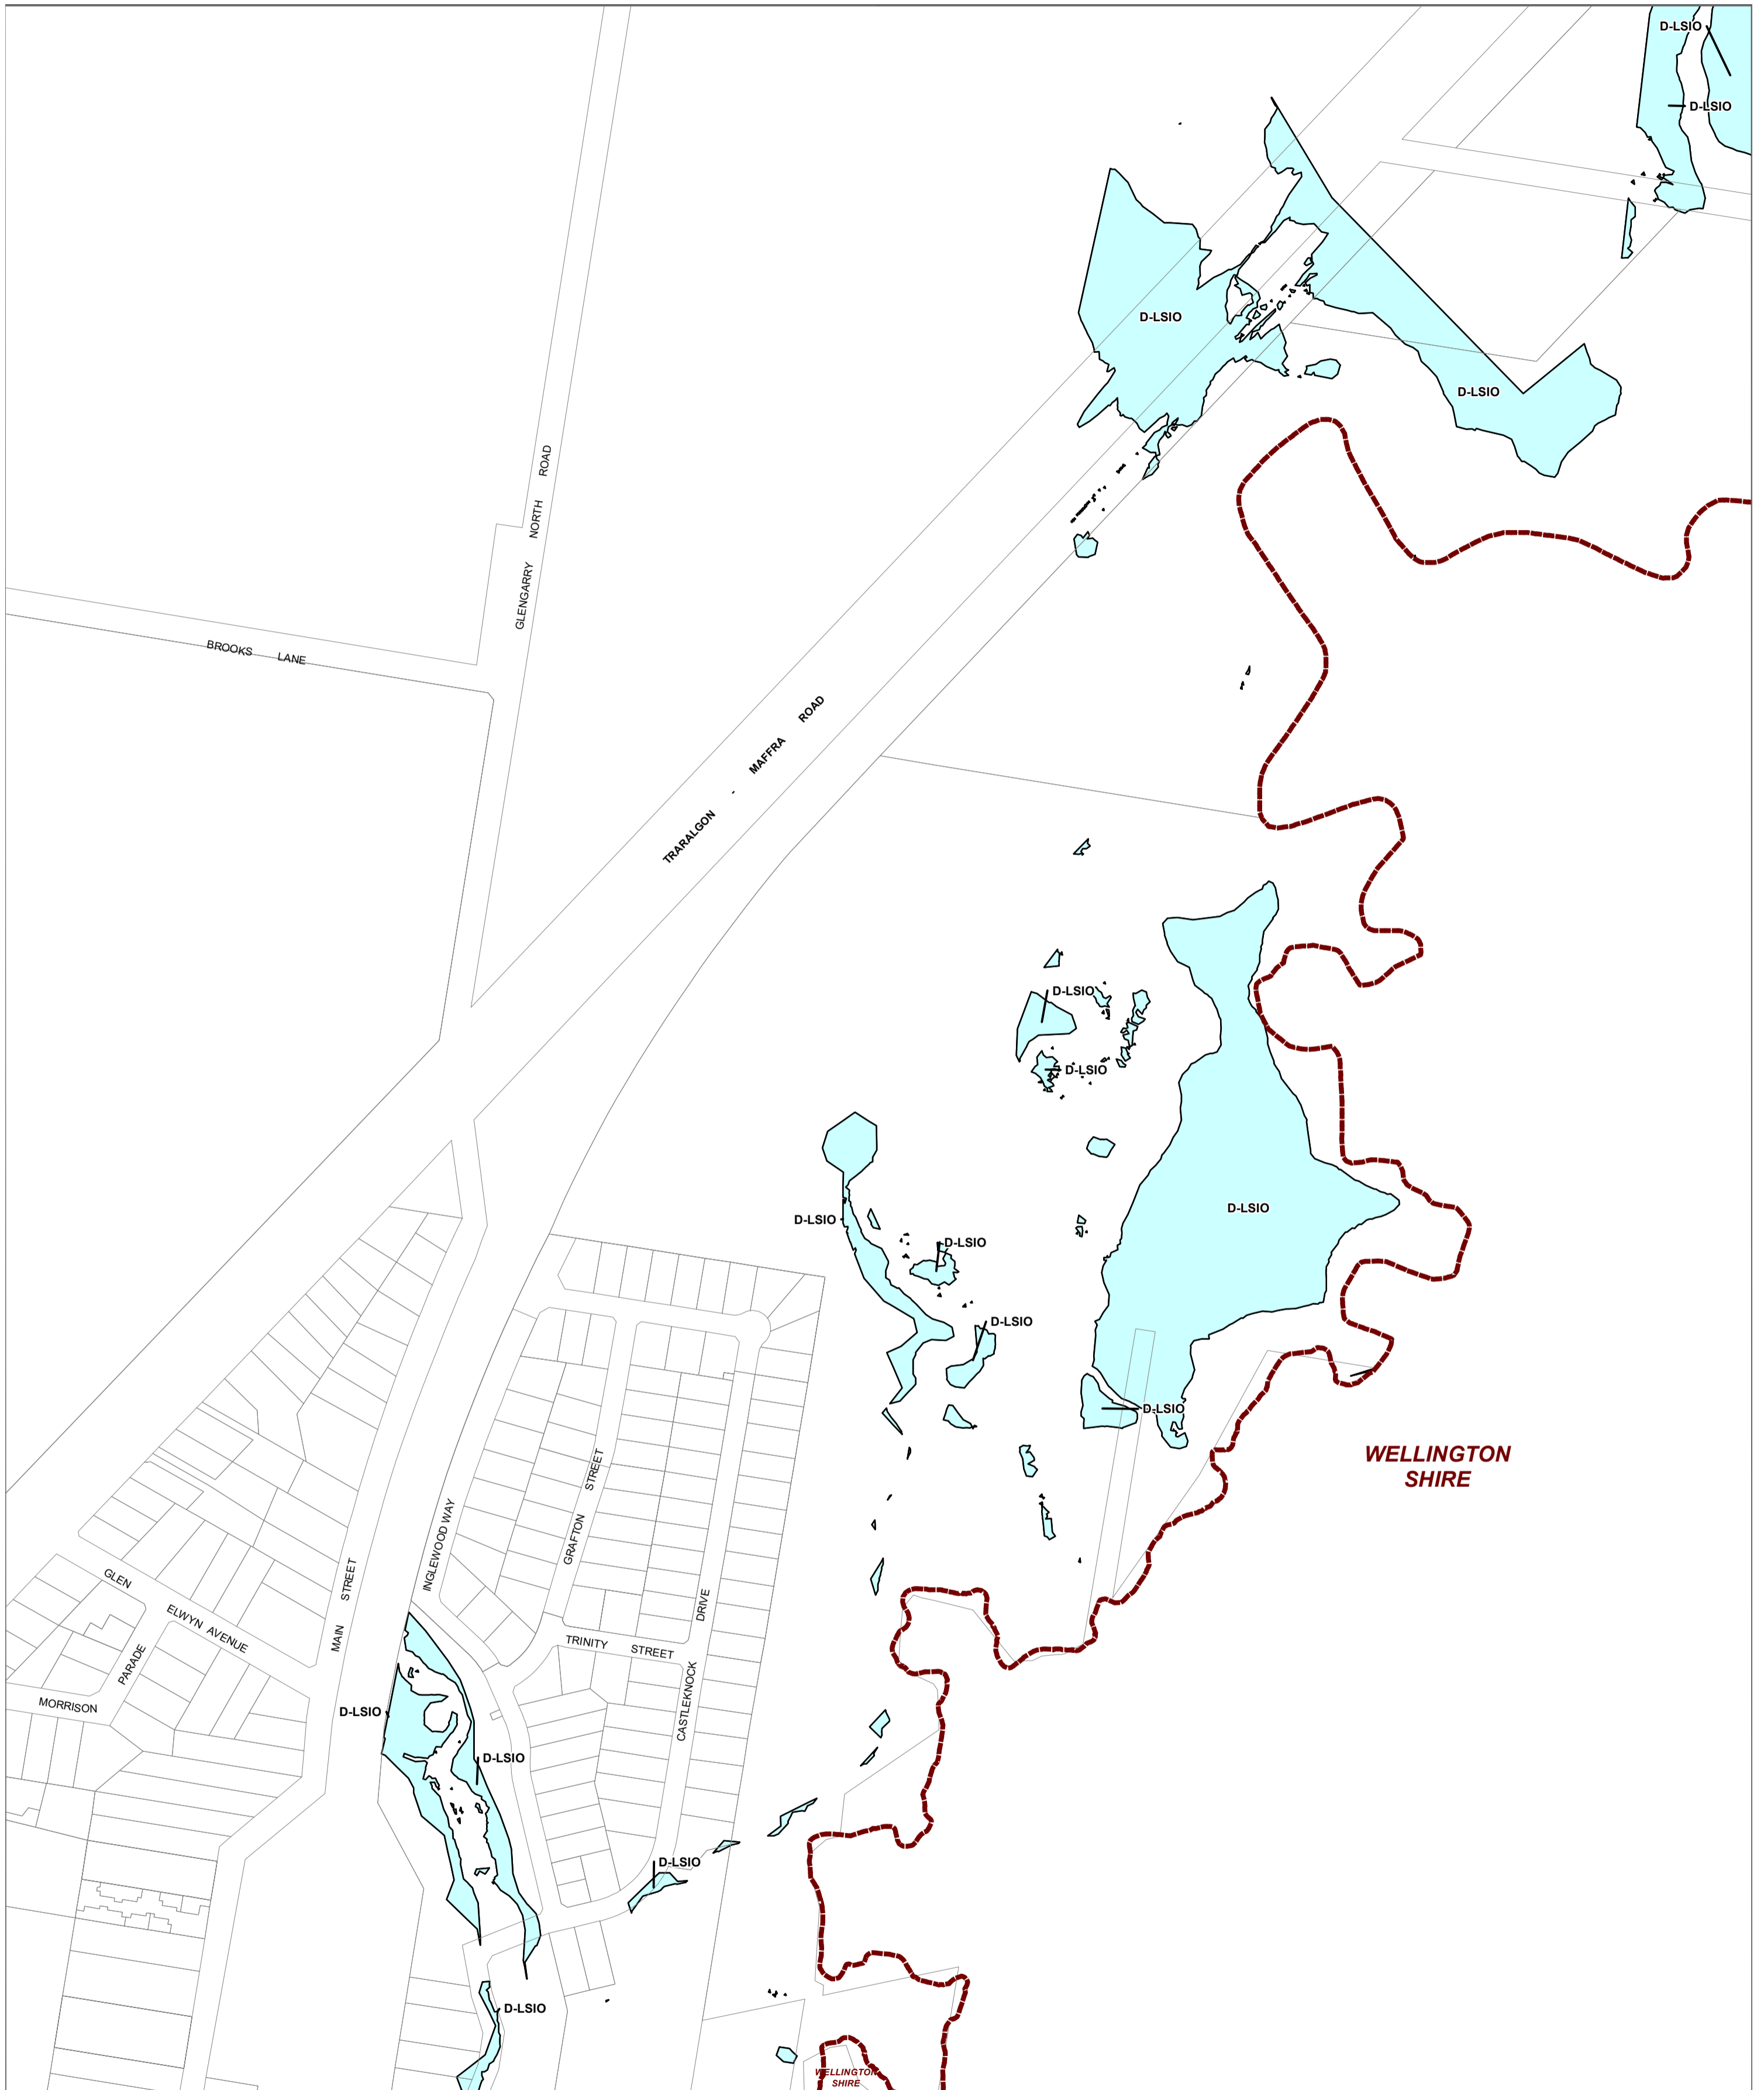 D-LSIO
D-LSIO
D-LSIO
D-LSIO
GLENGARRY NORTH ROAD
BROOKS LANE
TRARALGON - MAFFRA ROAD
D-LSIO
D-LSIO
D-LSIO
D-LSIO
D-LSIO
D-LSIO
D-LSIO
WELLINGTON
SHIRE
INGLEWOOD WAY
GRAFTON STREET
MAIN STREET
GLEN
ELWYN AVENUE
PARADE
MORRISON
TRINITY STREET
CASTLEKNOCK DRIVE
D-LSIO
D-LSIO
D-LSIO
D-LSIO
WELLINGTON
SHIRE